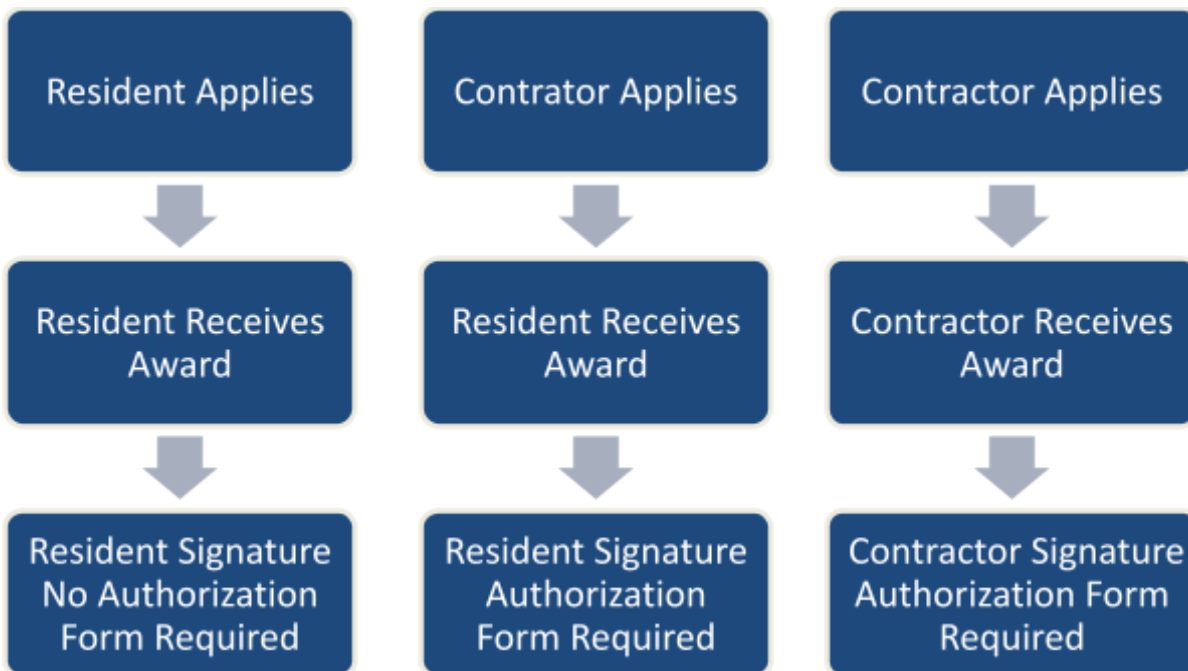 Resident Applies
Contrator Applies
Contractor Applies
Resident Receives
Award
Resident Receives
Award
Contractor Receives
Award
Resident Signature
No Authorization
Form Required
Resident Signature
Authorization
Form Required
Contractor Signature
Authorization Form
Required